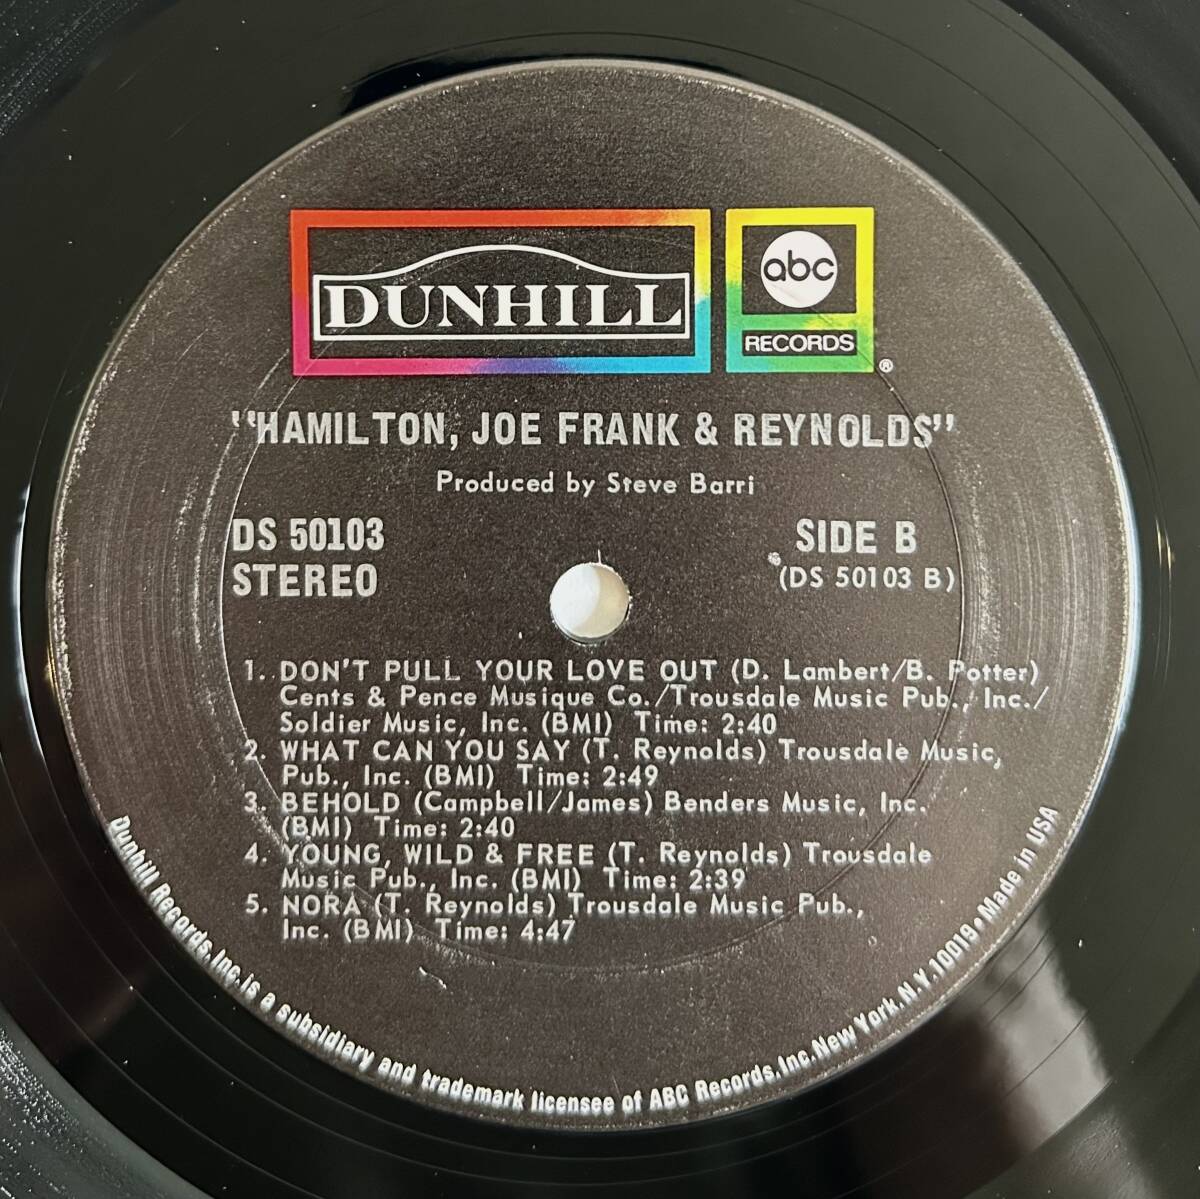 DUNHILL
abc
RECORDS
®
"HAMILTON, JOE FRANK & REYNOLDS"
Produced by Steve Barri
DS 50103
STEREO
SIDE B
(DS 50103 B)
1. DON'T PULL YOUR LOVE OUT (D. Lambert/B. Potter)
Cents & Pence Musique Co./Trousdale Music Pub., Inc./
Soldier Music, Inc. (BMI) Time: 2:40
2. WHAT CAN YOU SAY (T. Reynolds) Trousdale Music,
Pub., Inc. (BMI) Time: 2:49
3. BEHOLD (Campbell/James) Benders Music, Inc.
(BMI) Time: 2:40
4. YOUNG, WILD & FREE (T. Reynolds) Trousdale
Music Pub., Inc. (BMI) Time: 2:39
5. NORA (T. Reynolds) Trousdale Music Pub.,
Inc. (BMI) Time: 4:47
Dunhill Records, Inc. is a subsidiary and trademark licensee of ABC Records, Inc. New York, N.Y. 10019 • Made in USA